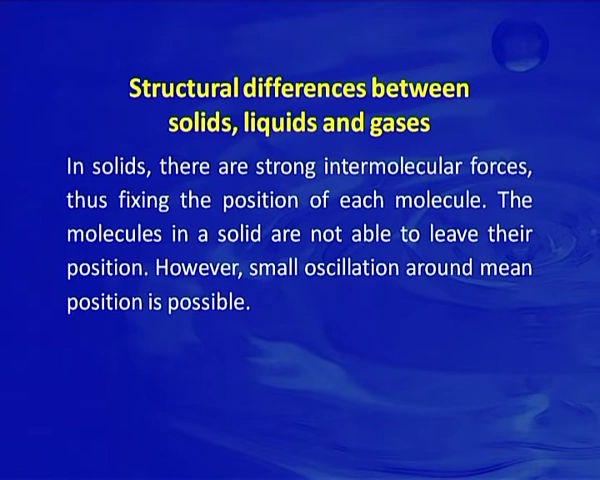 Structural differences between
solids, liquids and gases
In solids, there are strong intermolecular forces,
thus fixing the position of each molecule. The
molecules in a solid are not able to leave their
position. However, small oscillation around mean
position is possible.